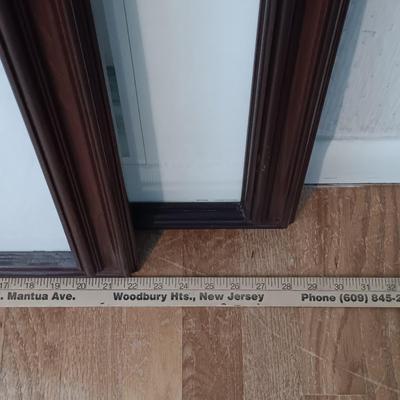 17 18 19 20 21 22 23 24 25 26 27 28 29 30 31 32
. Mantua Ave. Woodbury Hts., New Jersey Phone (609) 845-2